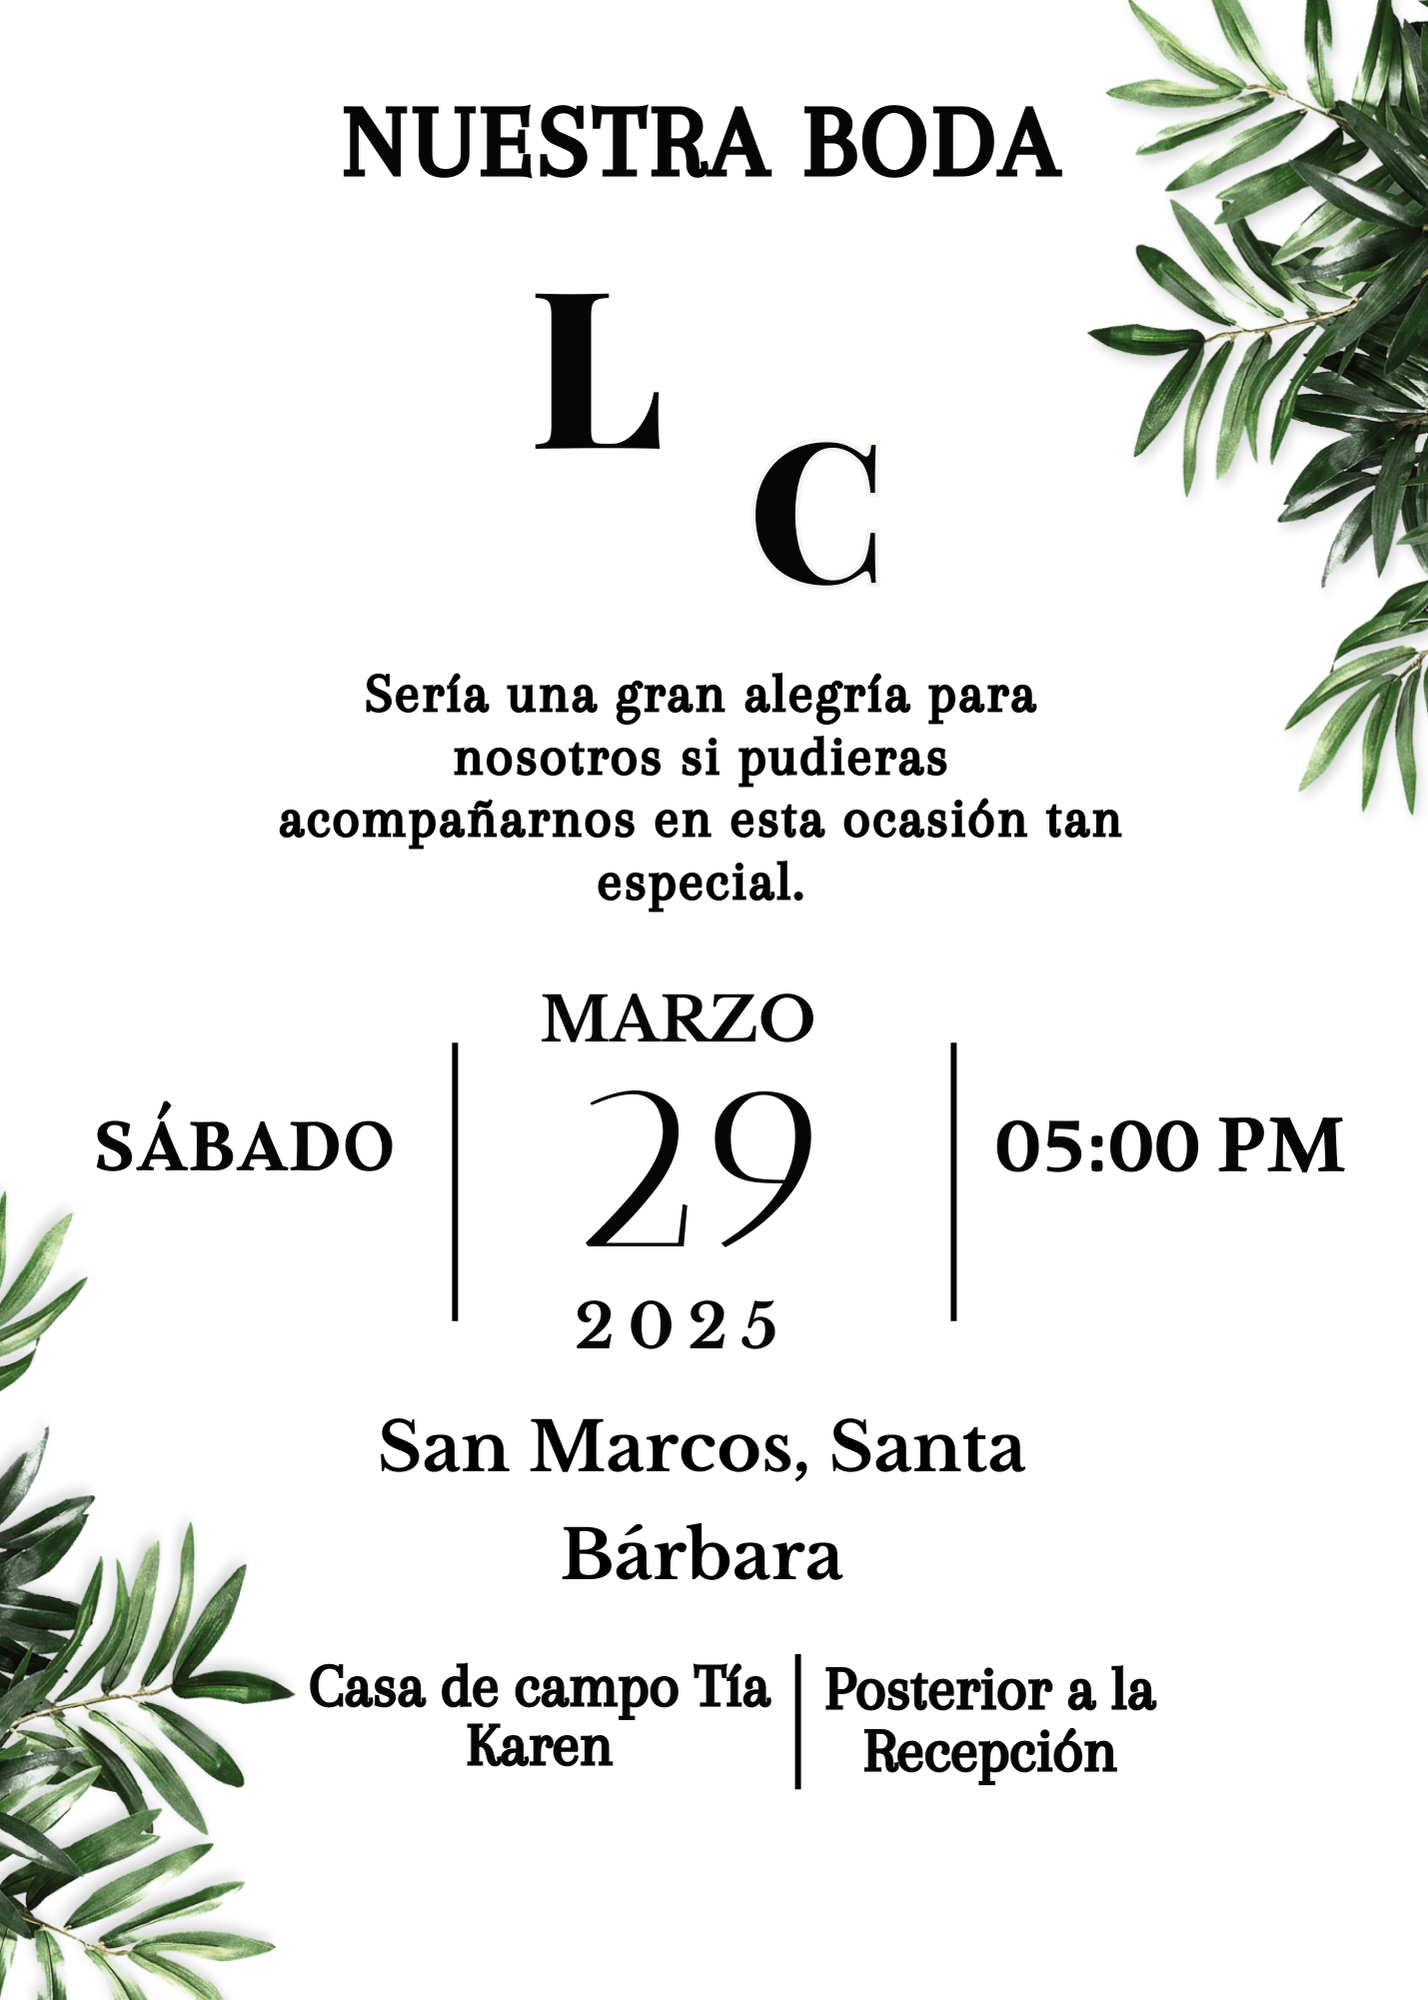 NUESTRA BODA
L
C
Sería una gran alegría para
nosotros si pudieras
acompañarnos en esta ocasión tan
especial.
MARZO
SÁBADO
29
05:00 PM
2025
San Marcos, Santa
Bárbara
Casa de campo Tía
Karen
Posterior a la
Recepción